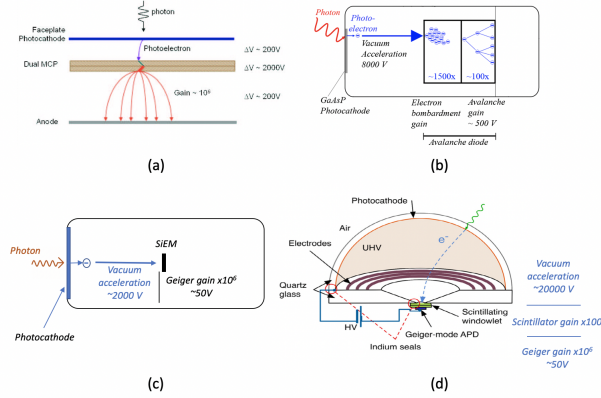 photon
Faceplate
Photocathode
Photoelectron
ΔV ~ 200V
Dual MCP
ΔV ~ 2000V
Gain ~ 10⁶
ΔV ~ 200V
Anode
(a)
Photon
Photo-
electron
Vacuum
Acceleration
8000 V
~1500x
~100x
GaAsP
Photocathode
Electron
bombardment
gain
Avalanche
gain
~ 500 V
Avalanche diode
(b)
Photon
SiEM
Vacuum
acceleration
~2000 V
Geiger gain x10⁶
~50V
Photocathode
(c)
Photocathode
Air
UHV
e⁻
Electrodes
Quartz
glass
HV
Scintillating
windowlet
Geiger-mode APD
Indium seals
Vacuum
acceleration
~20000 V
Scintillator gain x100
Geiger gain x10⁶
~50V
(d)